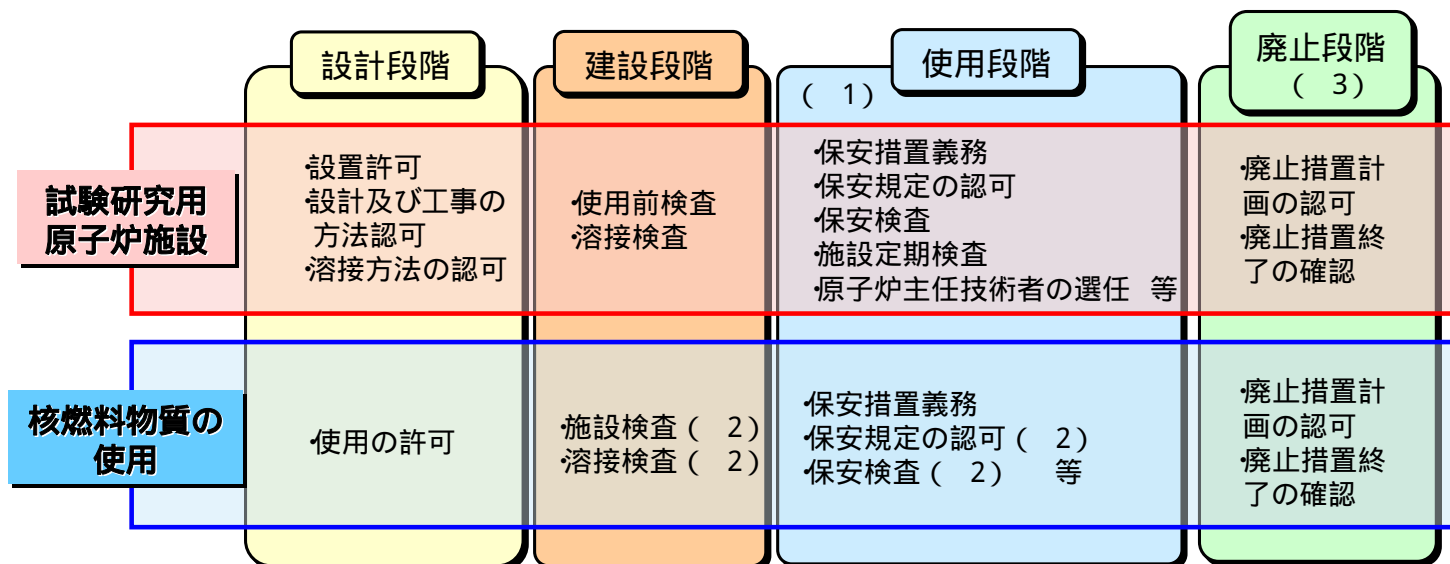 設計段階
建設段階
使用段階
(　1)
廃止段階
(　3)
試験研究用
原子炉施設
・設置許可
・設計及び工事の
方法認可
・溶接方法の認可
・使用前検査
・溶接検査
・保安措置義務
・保安規定の認可
・保安検査
・施設定期検査
・原子炉主任技術者の選任　等
・廃止措置計
画の認可
・廃止措置終
了の確認
核燃料物質の
使用
・使用の許可
・施設検査(　2)
・溶接検査(　2)
・保安措置義務
・保安規定の認可(　2)
・保安検査(　2)　等
・廃止措置計
画の認可
・廃止措置終
了の確認